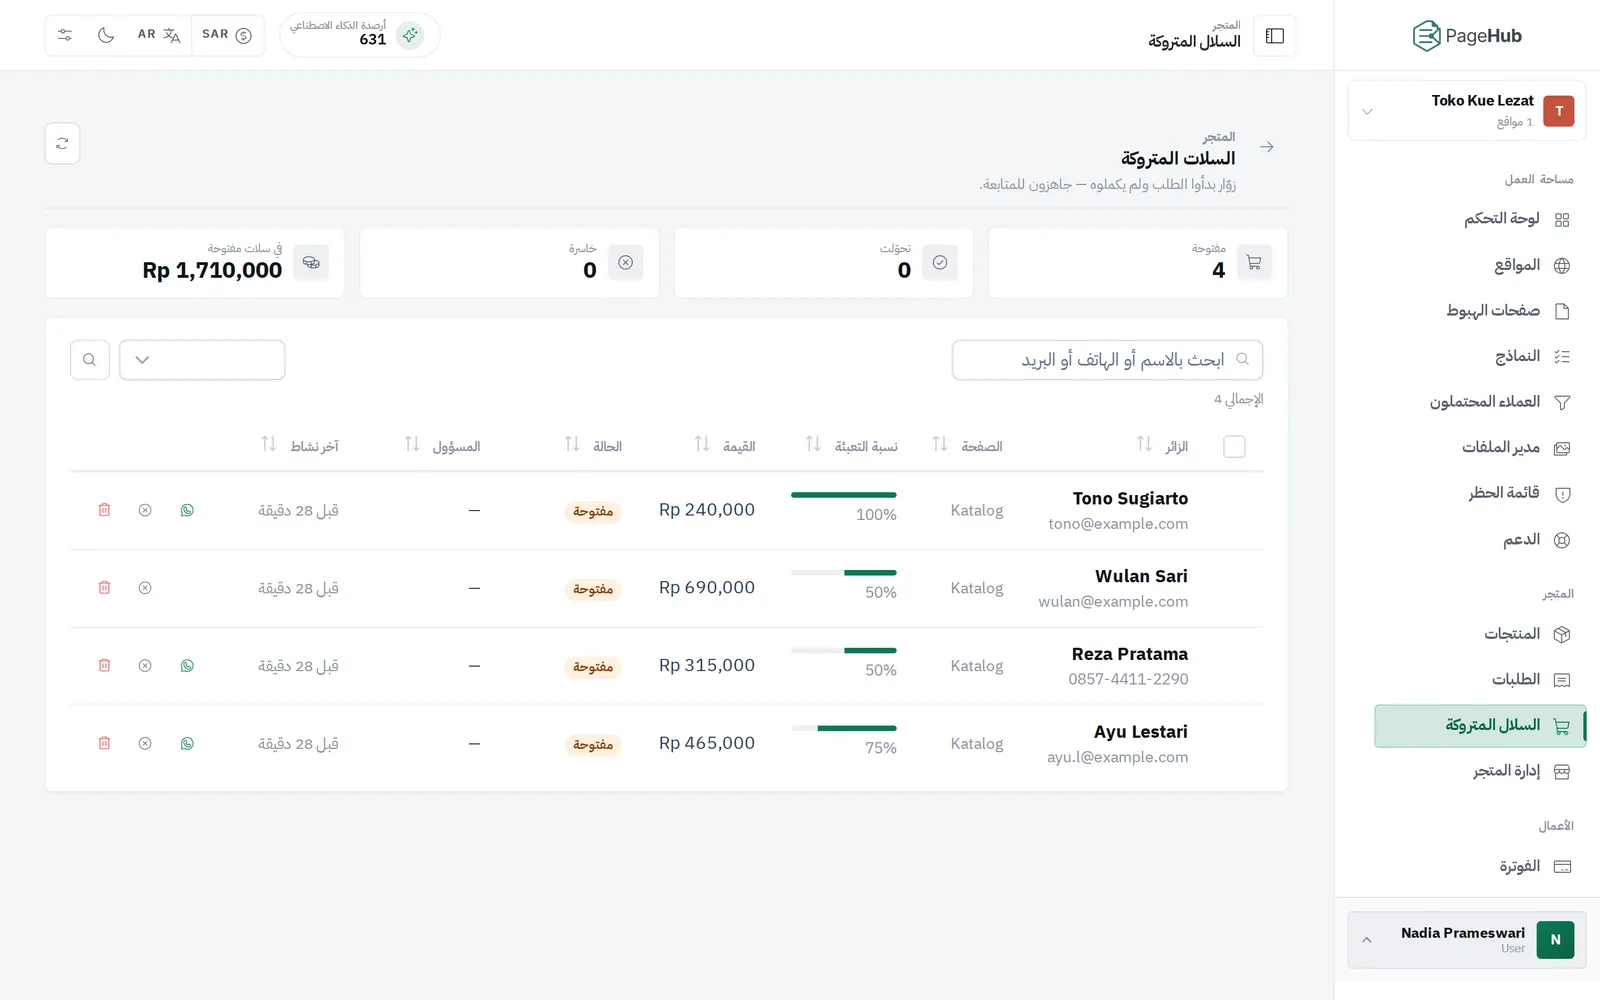 PageHub
Toko Kue Lezat
1 مواقع
T
مساحة العمل
لوحة التحكم
المواقع
صفحات الهبوط
النماذج
العملاء المحتملون
مدير الملفات
قائمة الحظر
الدعم
المتجر
المنتجات
الطلبات
السلال المتروكة
إدارة المتجر
الأعمال
الفوترة
Nadia Prameswari
User
N
المتجر
السلال المتروكة
أرصدة الذكاء الاصطناعي
631
SAR
AR
المتجر
السلات المتروكة
زوّار بدأوا الطلب ولم يكملوه — جاهزون للمتابعة.
مفتوحة
4
تحوّلت
0
خاسرة
0
في سلات مفتوحة
Rp 1,710,000
ابحث بالاسم أو الهاتف أو البريد
الإجمالي 4
الزائر الصفحة نسبة التعبئة القيمة الحالة المسؤول آخر نشاط
Tono Sugiarto
tono@example.com
Katalog
100%
Rp 240,000
مفتوحة
—
قبل 28 دقيقة
Wulan Sari
wulan@example.com
Katalog
50%
Rp 690,000
مفتوحة
—
قبل 28 دقيقة
Reza Pratama
0857-4411-2290
Katalog
50%
Rp 315,000
مفتوحة
—
قبل 28 دقيقة
Ayu Lestari
ayu.l@example.com
Katalog
75%
Rp 465,000
مفتوحة
—
قبل 28 دقيقة